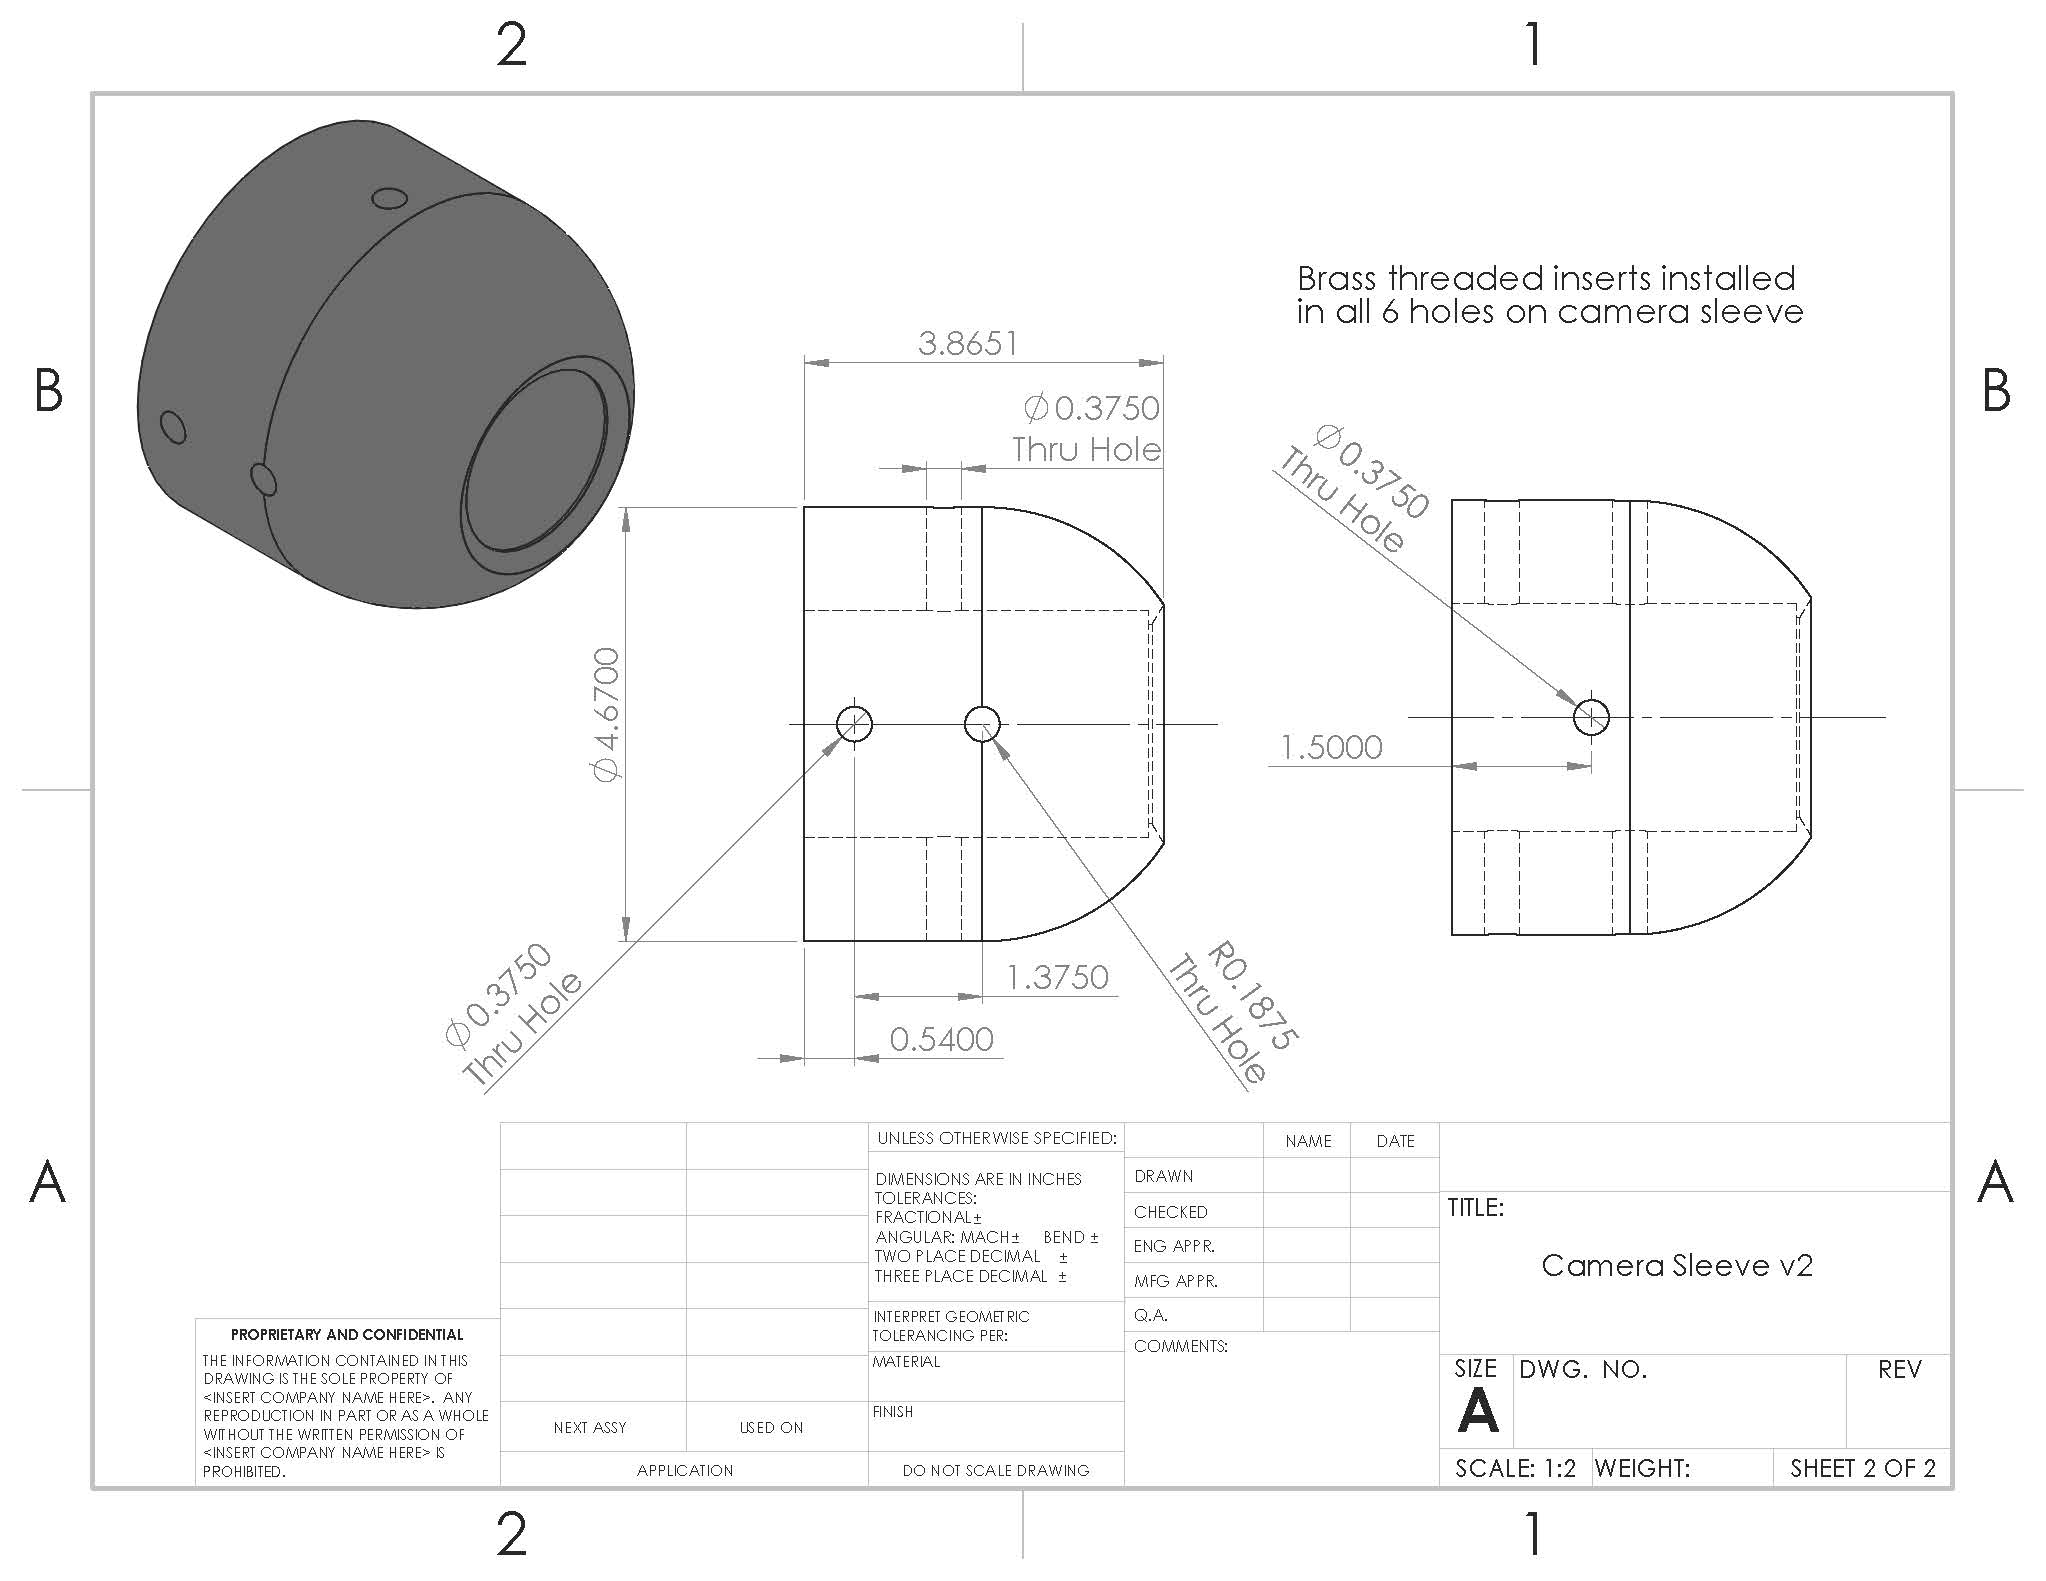 2
1
B
B
Brass threaded inserts installed
in all 6 holes on camera sleeve
3.8651
⌀0.3750
Thru Hole
⌀0.3750
Thru Hole
⌀4.6700
1.5000
⌀0.3750
Thru Hole
1.3750
0.5400
R0.1875
Thru Hole
A
A
UNLESS OTHERWISE SPECIFIED:
DIMENSIONS ARE IN INCHES
TOLERANCES:
FRACTIONAL±
ANGULAR: MACH± BEND ±
TWO PLACE DECIMAL ±
THREE PLACE DECIMAL ±
INTERPRET GEOMETRIC
TOLERANCING PER:
MATERIAL
FINISH
DO NOT SCALE DRAWING
NAME DATE
DRAWN
CHECKED
ENG APPR.
MFG APPR.
Q.A.
COMMENTS:
TITLE:
Camera Sleeve v2
SIZE
A
DWG. NO.
REV
SCALE: 1:2
WEIGHT:
SHEET 2 OF 2
PROPRIETARY AND CONFIDENTIAL
THE INFORMATION CONTAINED IN THIS
DRAWING IS THE SOLE PROPERTY OF
<INSERT COMPANY NAME HERE>. ANY
REPRODUCTION IN PART OR AS A WHOLE
WITHOUT THE WRITTEN PERMISSION OF
<INSERT COMPANY NAME HERE> IS
PROHIBITED.
NEXT ASSY
USED ON
APPLICATION
2
1